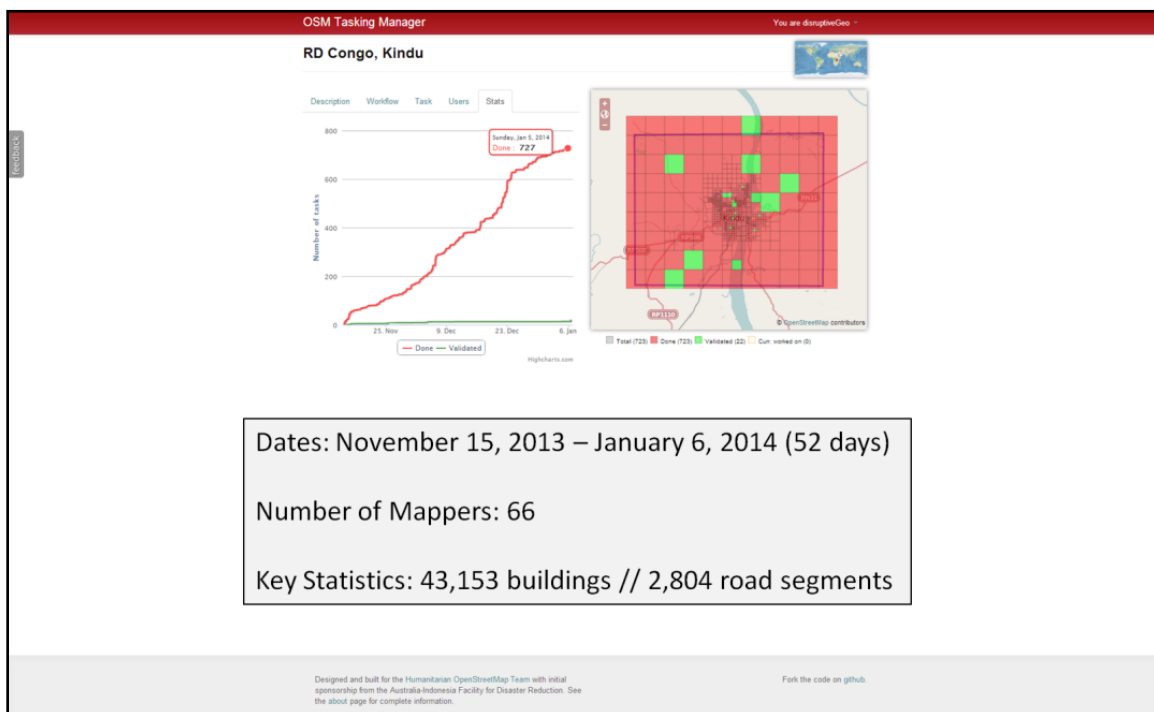 OSM Tasking Manager
You are disruptiveGeo
RD Congo, Kindu
feedback
Description Workflow Task Users Stats
800
600
400
200
0
Number of tasks
Sunday, Jan 5, 2014
Done : 727
25. Nov 9. Dec 23. Dec 6. Jan
Done Validated
Highcharts.com
+
−
Kindu
RP1110
© OpenStreetMap contributors
Total (723) Done (723) Validated (22) Curr. worked on (0)
Dates: November 15, 2013 – January 6, 2014 (52 days)
Number of Mappers: 66
Key Statistics: 43,153 buildings // 2,804 road segments
Designed and built for the Humanitarian OpenStreetMap Team with initial
sponsorship from the Australia-Indonesia Facility for Disaster Reduction. See
the about page for complete information.
Fork the code on github.